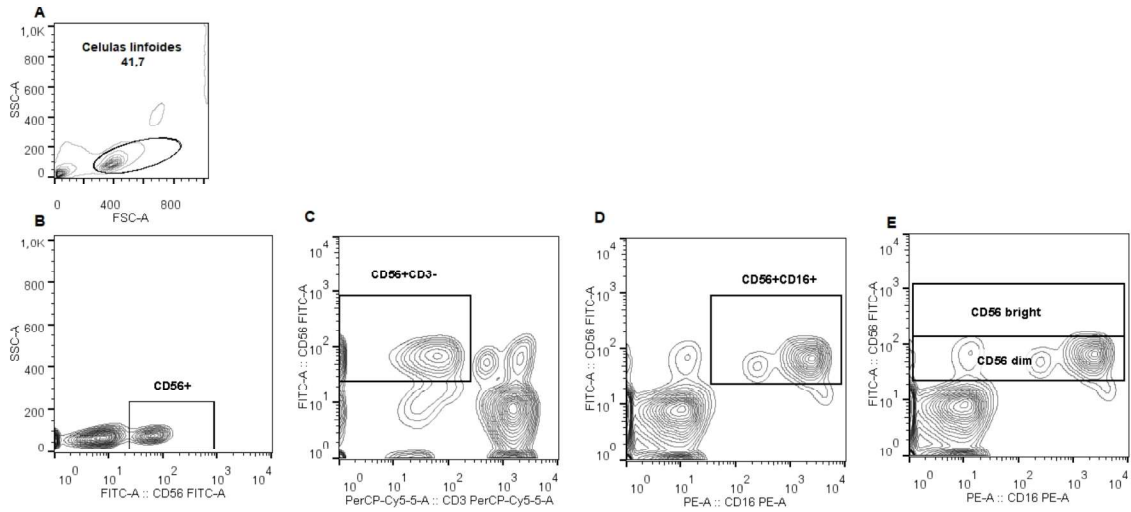 A
Celulas linfoides
41.7
1,0K
800
600
400
200
0
SSC-A
0 400 800
FSC-A
B
1,0K
800
600
400
200
0
SSC-A
CD56+
10^0 10^1 10^2 10^3 10^4
FITC-A :: CD56 FITC-A
C
10^4
10^3
10^2
10^1
10^0
FITC-A :: CD56 FITC-A
CD56+CD3-
10^0 10^1 10^2 10^3 10^4
PerCP-Cy5-5-A :: CD3 PerCP-Cy5-5-A
D
10^4
10^3
10^2
10^1
10^0
FITC-A :: CD56 FITC-A
CD56+CD16+
10^0 10^1 10^2 10^3 10^4
PE-A :: CD16 PE-A
E
10^4
10^3
10^2
10^1
10^0
FITC-A :: CD56 FITC-A
CD56 bright
CD56 dim
10^0 10^1 10^2 10^3 10^4
PE-A :: CD16 PE-A